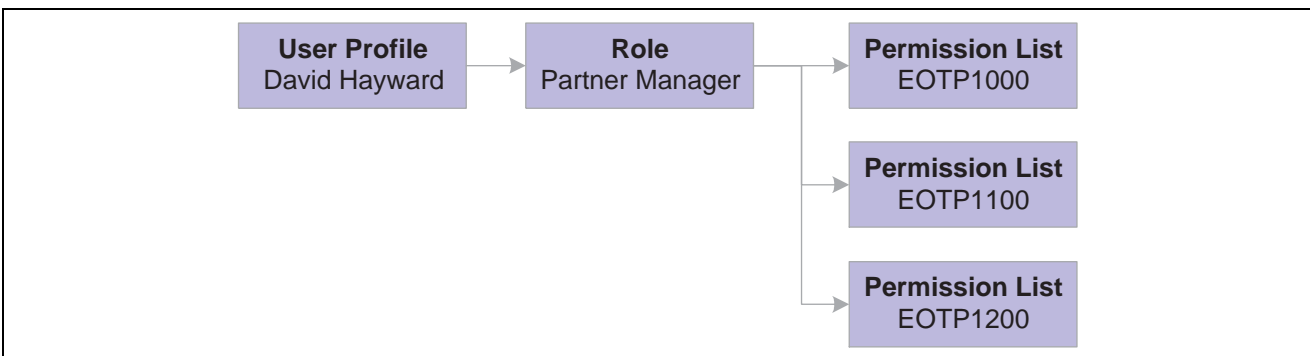 User Profile
David Hayward
Role
Partner Manager
Permission List
EOTP1000
Permission List
EOTP1100
Permission List
EOTP1200